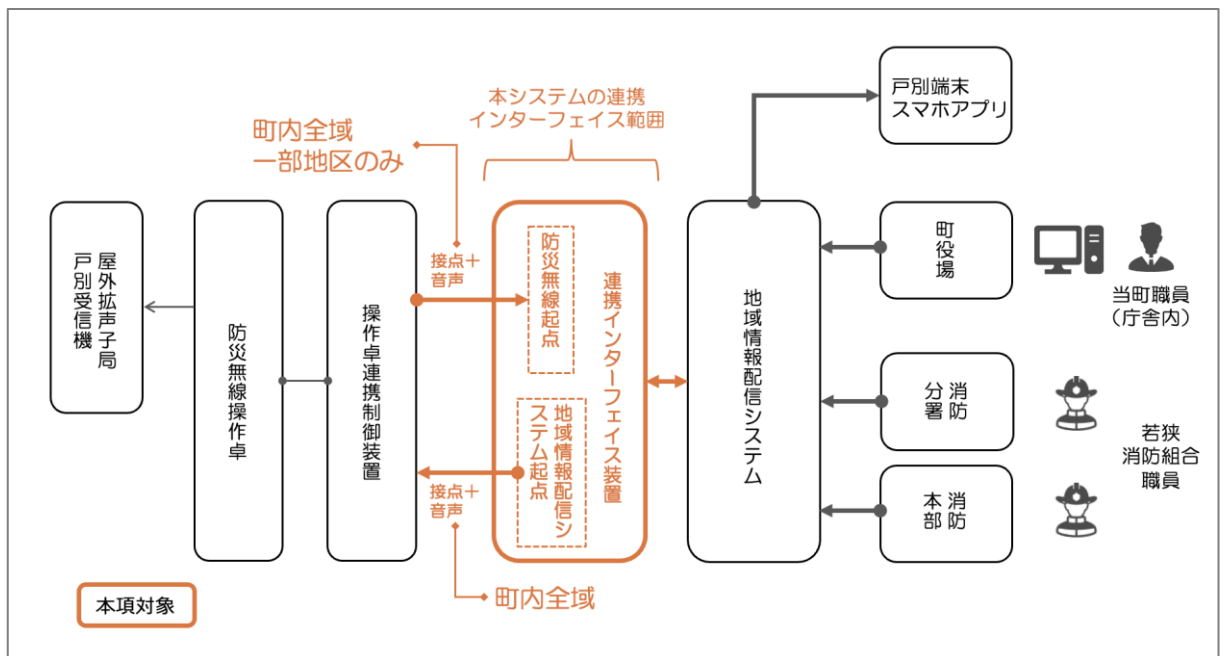 戸別端末
スマホアプリ
本システムの連携
インターフェイス範囲
町内全域
一部地区のみ
屋外拡声子局
戸別受信機
防災無線操作卓
操作卓連携制御装置
接点＋
音声
防災無線起点
連携インターフェイス装置
地域情報配信シ
ステム起点
接点＋
音声
町内全域
地域情報配信システム
町役場
当町職員
（庁舎内）
消防
分署
消防
本部
若狭
消防組合
職員
本項対象